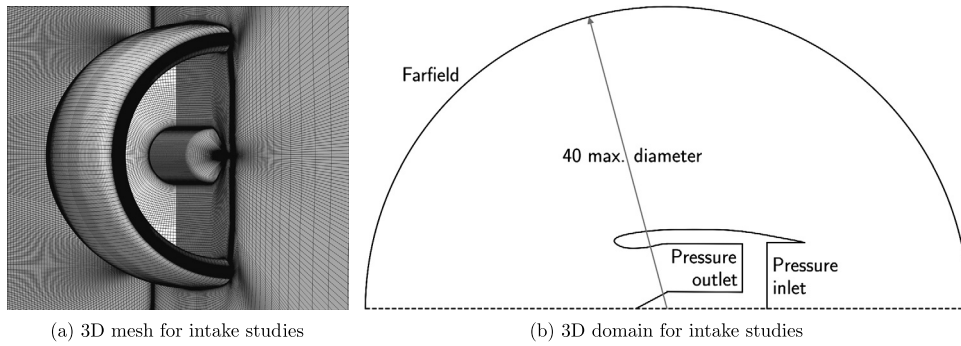 Farfield
40 max. diameter
Pressure
outlet
Pressure
inlet
(a) 3D mesh for intake studies
(b) 3D domain for intake studies